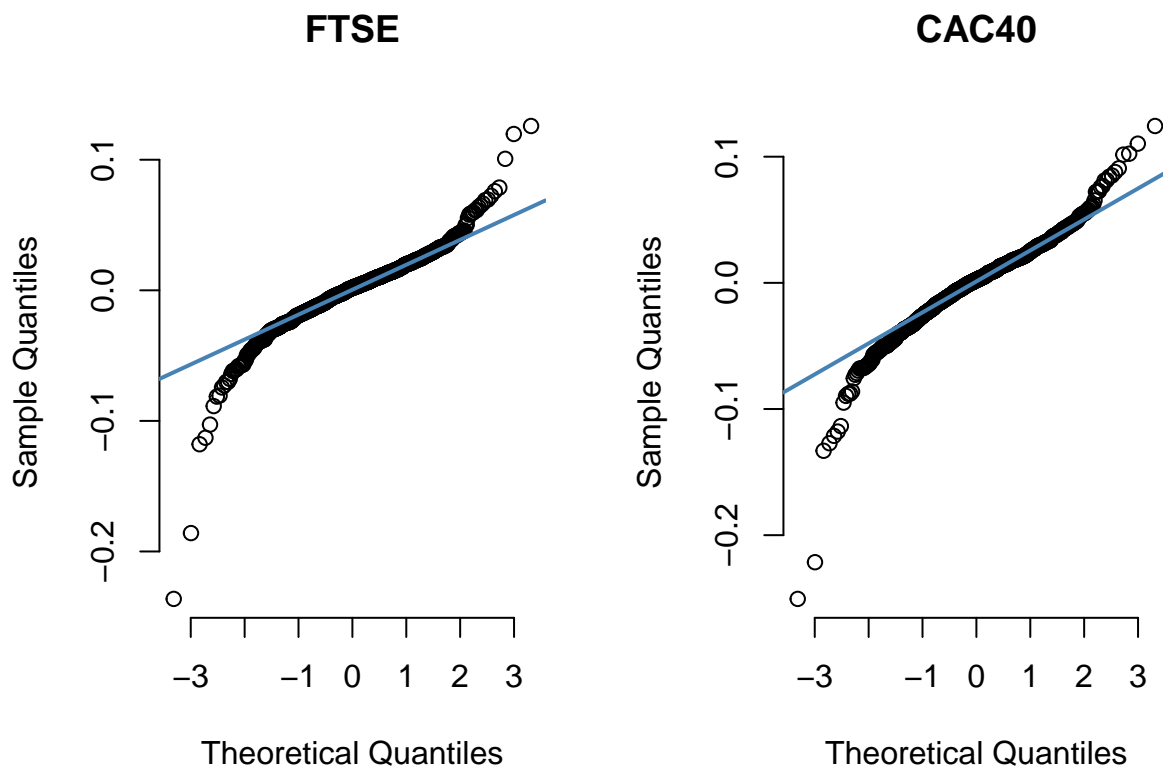 FTSE
0.1
0.0
−0.1
−0.2
Sample Quantiles
−3 −1 0 1 2 3
Theoretical Quantiles
CAC40
0.1
0.0
−0.1
−0.2
Sample Quantiles
−3 −1 0 1 2 3
Theoretical Quantiles